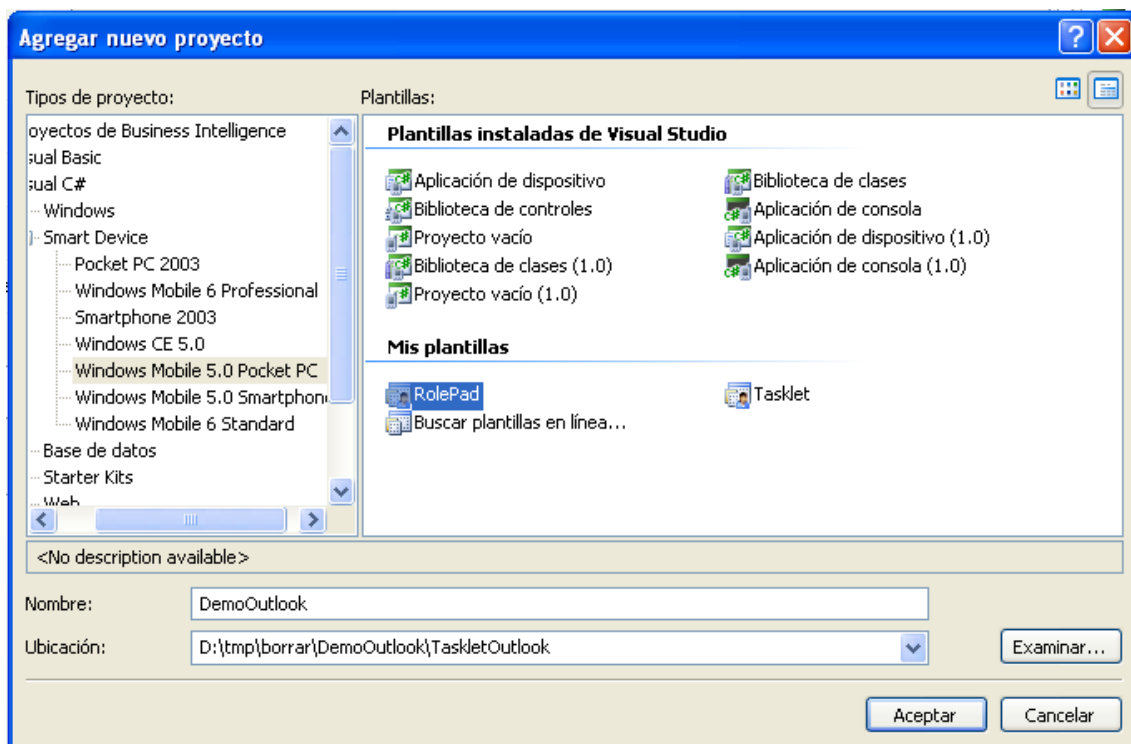 Agregar nuevo proyecto
Tipos de proyecto:
Plantillas:
oyectos de Business Intelligence
sual Basic
sual C#
Windows
Smart Device
Pocket PC 2003
Windows Mobile 6 Professional
Smartphone 2003
Windows CE 5.0
Windows Mobile 5.0 Pocket PC
Windows Mobile 5.0 Smartphon
Windows Mobile 6 Standard
Base de datos
Starter Kits
Web
Plantillas instaladas de Visual Studio
Aplicación de dispositivo
Biblioteca de clases
Biblioteca de controles
Aplicación de consola
Proyecto vacío
Aplicación de dispositivo (1.0)
Biblioteca de clases (1.0)
Aplicación de consola (1.0)
Proyecto vacío (1.0)
Mis plantillas
RolePad
Tasklet
Buscar plantillas en línea...
<No description available>
Nombre:
DemoOutlook
Ubicación:
D:\tmp\borrar\DemoOutlook\TaskletOutlook
Examinar...
Aceptar
Cancelar